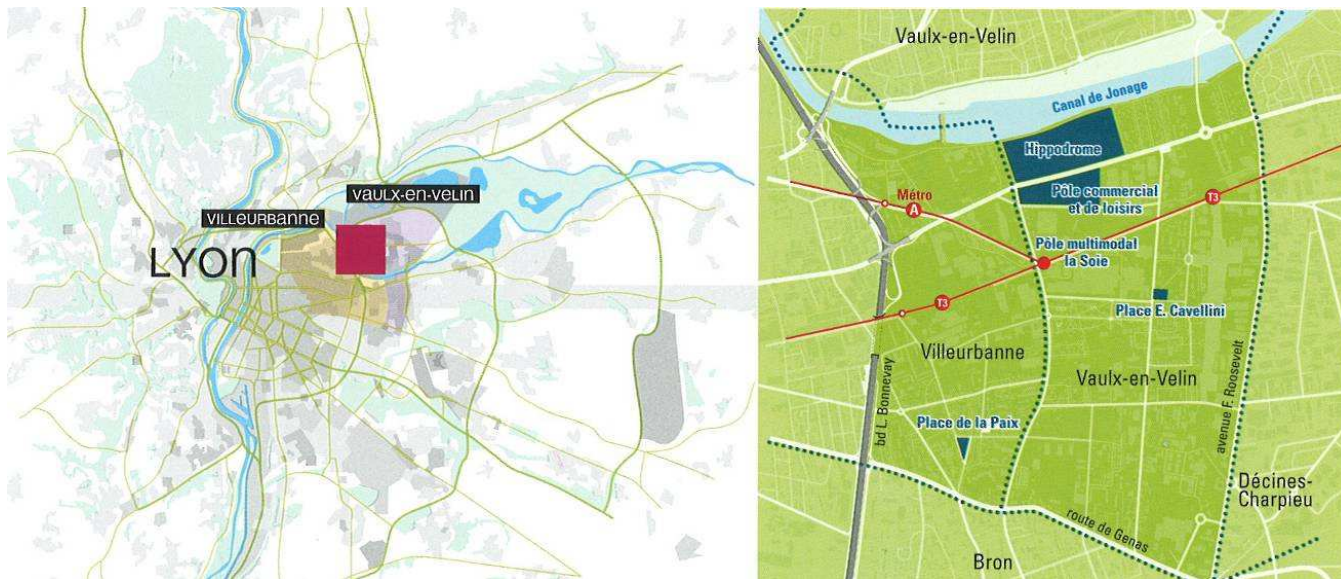 VAULX-en-VELIN
VILLEURBANNE
LYON
Vaulx-en-Velin
Canal de Jonage
Hippodrome
Métro
A
Pôle commercial
et de loisirs
T3
Pôle multimodal
la Soie
T3
Place E. Cavellini
Villeurbanne
Vaulx-en-Velin
bd L. Bonnevay
avenue F. Roosevelt
Place de la Paix
Décines-
Charpieu
route de Genas
Bron